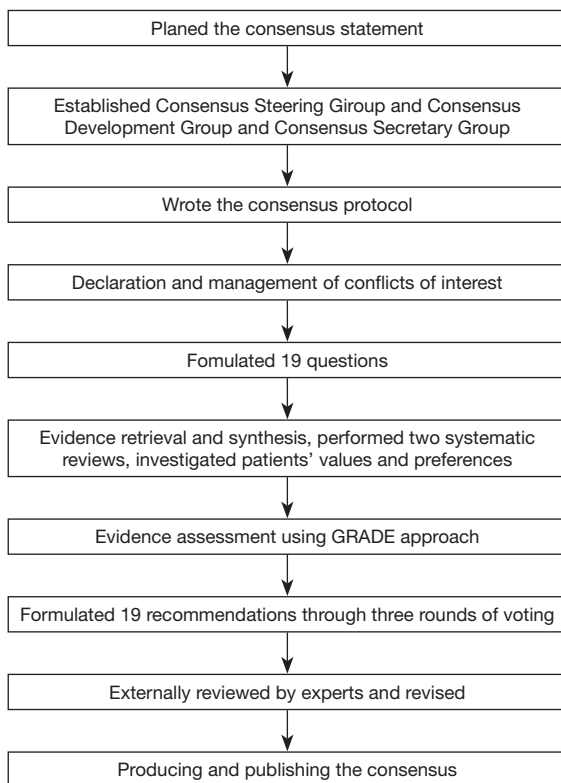 Planed the consensus statement
Established Consensus Steering Giroup and Consensus
Development Group and Consensus Secretary Group
Wrote the consensus protocol
Declaration and management of conflicts of interest
Fomulated 19 questions
Evidence retrieval and synthesis, performed two systematic
reviews, investigated patients’ values and preferences
Evidence assessment using GRADE approach
Formulated 19 recommendations through three rounds of voting
Externally reviewed by experts and revised
Producing and publishing the consensus